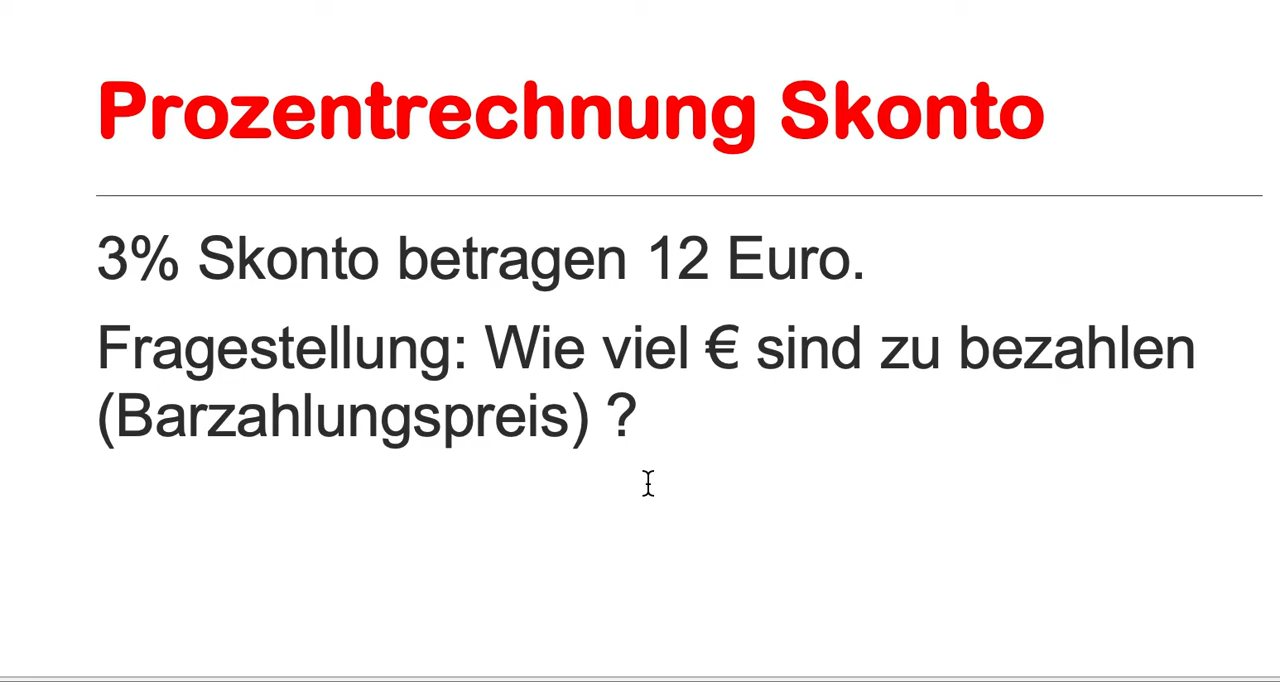 Prozentrechnung Skonto
3% Skonto betragen 12 Euro.
Fragestellung: Wie viel € sind zu bezahlen
(Barzahlungspreis) ?